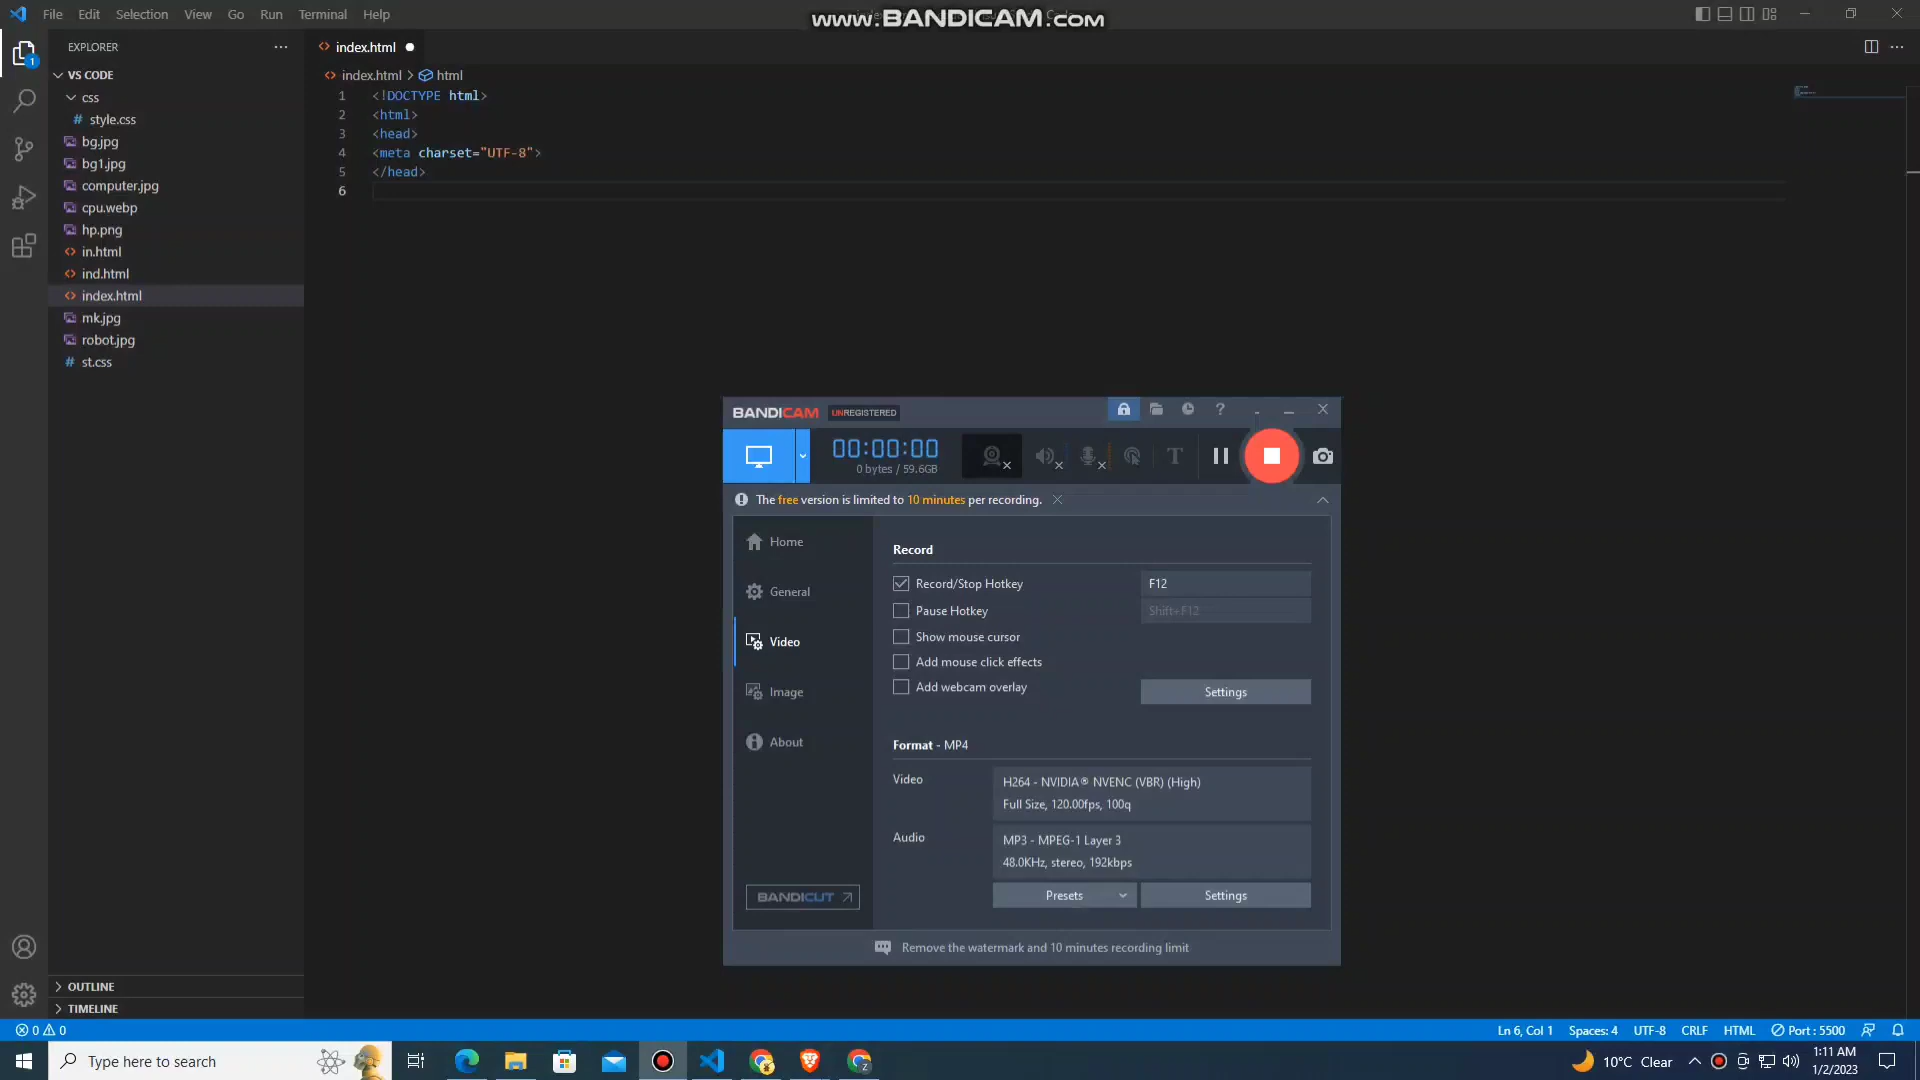 File Edit Selection View Go Run Terminal Help
www.BANDICAM.com
EXPLORER
index.html
VS CODE
css
style.css
bg.jpg
bg1.jpg
computer.jpg
cpu.webp
hp.png
in.html
ind.html
index.html
mk.jpg
robot.jpg
st.css
OUTLINE
TIMELINE
index.html > html
1 <!DOCTYPE html>
2 <html>
3 <head>
4 <meta charset="UTF-8">
5 </head>
6
BANDICAM UNREGISTERED
00:00:00
0 bytes / 59.6GB
The free version is limited to 10 minutes per recording.
Home
General
Video
Image
About
BANDICUT
Record
Record/Stop Hotkey F12
Pause Hotkey Shift+F12
Show mouse cursor
Add mouse click effects
Add webcam overlay
Settings
Format - MP4
Video
H264 - NVIDIA® NVENC (VBR) (High)
Full Size, 120.00fps, 100q
Audio
MP3 - MPEG-1 Layer 3
48.0KHz, stereo, 192kbps
Presets
Settings
Remove the watermark and 10 minutes recording limit
0 0
Ln 6, Col 1 Spaces: 4 UTF-8 CRLF HTML Port : 5500
Type here to search
10°C Clear
1:11 AM
1/2/2023